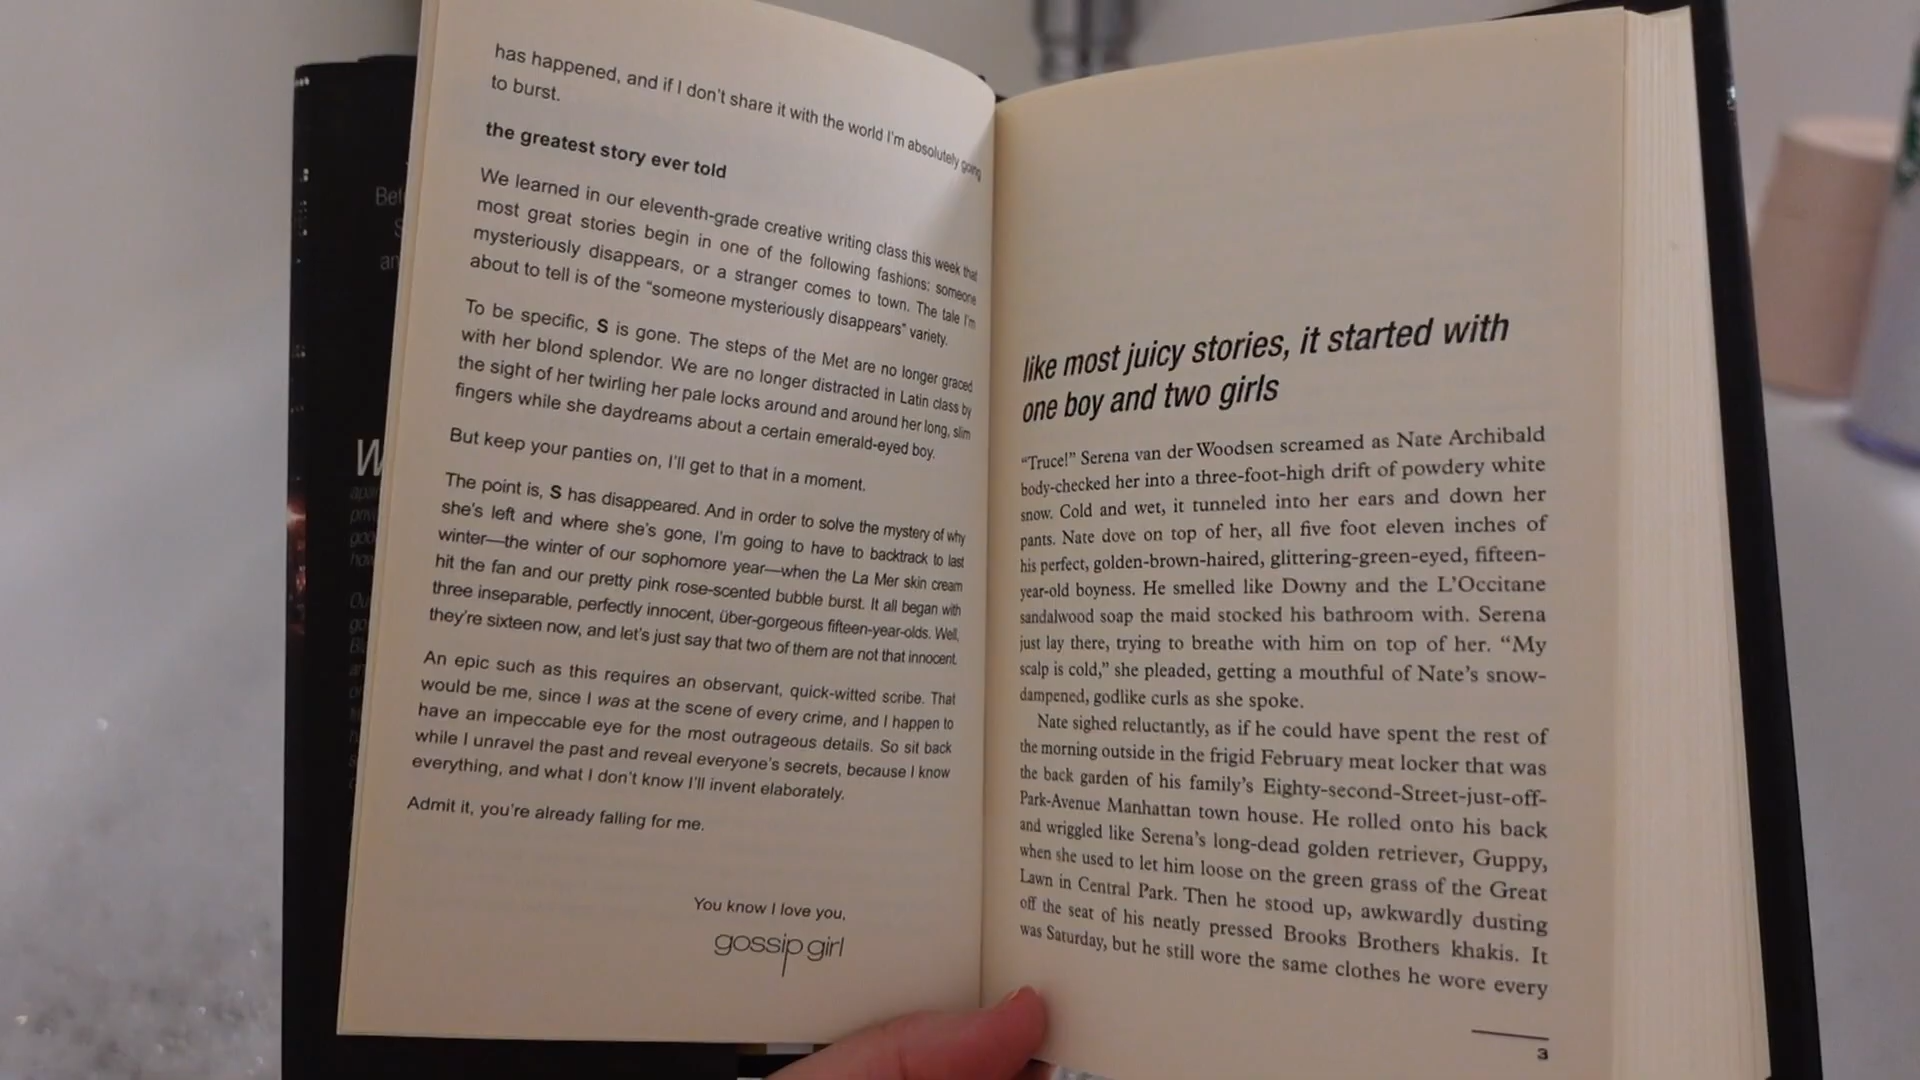 has happened, and if I don't share it with the world I'm absolutely going
to burst.
the greatest story ever told
We learned in our eleventh-grade creative writing class this week that
most great stories begin in one of the following fashions: someone
mysteriously disappears, or a stranger comes to town. The tale I'm
about to tell is of the “someone mysteriously disappears” variety.
To be specific, S is gone. The steps of the Met are no longer graced
with her blond splendor. We are no longer distracted in Latin class by
the sight of her twirling her pale locks around and around her long, slim
fingers while she daydreams about a certain emerald-eyed boy.
But keep your panties on, I'll get to that in a moment.
The point is, S has disappeared. And in order to solve the mystery of why
she's left and where she's gone, I'm going to have to backtrack to last
winter—the winter of our sophomore year—when the La Mer skin cream
hit the fan and our pretty pink rose-scented bubble burst. It all began with
three inseparable, perfectly innocent, über-gorgeous fifteen-year-olds. Well,
they're sixteen now, and let's just say that two of them are not that innocent.
An epic such as this requires an observant, quick-witted scribe. That
would be me, since I was at the scene of every crime, and I happen to
have an impeccable eye for the most outrageous details. So sit back
while I unravel the past and reveal everyone's secrets, because I know
everything, and what I don't know I'll invent elaborately.
Admit it, you're already falling for me.
You know I love you,
gossip girl
like most juicy stories, it started with
one boy and two girls
“Truce!” Serena van der Woodsen screamed as Nate Archibald
body-checked her into a three-foot-high drift of powdery white
snow. Cold and wet, it tunneled into her ears and down her
pants. Nate dove on top of her, all five foot eleven inches of
his perfect, golden-brown-haired, glittering-green-eyed, fifteen-
year-old boyness. He smelled like Downy and the L'Occitane
sandalwood soap the maid stocked his bathroom with. Serena
just lay there, trying to breathe with him on top of her. “My
scalp is cold,” she pleaded, getting a mouthful of Nate's snow-
dampened, godlike curls as she spoke.
Nate sighed reluctantly, as if he could have spent the rest of
the morning outside in the frigid February meat locker that was
the back garden of his family's Eighty-second-Street-just-off-
Park-Avenue Manhattan town house. He rolled onto his back
and wriggled like Serena's long-dead golden retriever, Guppy,
when she used to let him loose on the green grass of the Great
Lawn in Central Park. Then he stood up, awkwardly dusting
off the seat of his neatly pressed Brooks Brothers khakis. It
was Saturday, but he still wore the same clothes he wore every
3